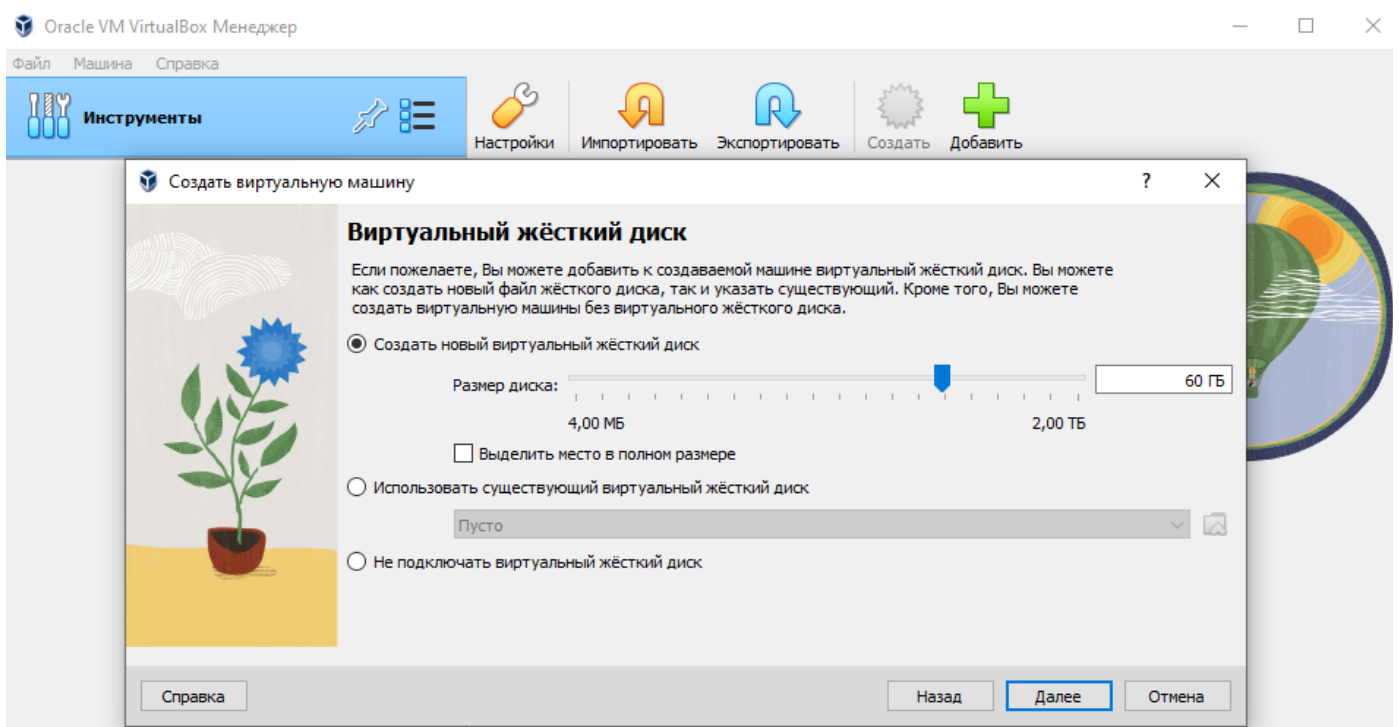 Oracle VM VirtualBox Менеджер
Файл Машина Справка
Инструменты
Настройки Импортировать Экспортировать Создать Добавить
Создать виртуальную машину
?
Виртуальный жёсткий диск
Если пожелаете, Вы можете добавить к создаваемой машине виртуальный жёсткий диск. Вы можете
как создать новый файл жёсткого диска, так и указать существующий. Кроме того, Вы можете
создать виртуальную машины без виртуального жёсткого диска.
Создать новый виртуальный жёсткий диск
Размер диска: 60 ГБ
4,00 МБ 2,00 ТБ
Выделить место в полном размере
Использовать существующий виртуальный жёсткий диск
Пусто
Не подключать виртуальный жёсткий диск
Справка Назад Далее Отмена